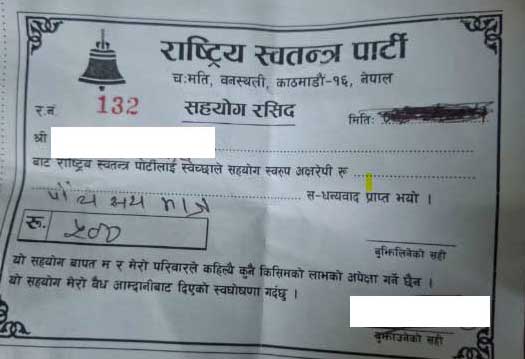 राष्ट्रिय स्वतन्त्र पार्टी
च:मति, वनस्थली, काठमाडौं-१६, नेपाल
र.नं. 132 सहयोग रसिद मिति:
श्री
बाट राष्ट्रिय स्वतन्त्र पार्टीलाई स्वेच्छाले सहयोग स्वरुप अक्षरेपी रू
पाँच सय मात्र स-धन्यवाद प्राप्त भयो ।
रू. ५००
बुझिलिनेको सही
यो सहयोग बापत म र मेरो परिवारले कहिल्यै कुनै किसिमको लाभको अपेक्षा गर्ने छैन ।
यो सहयोग मेरो वैध आम्दानीबाट दिएको स्वघोषणा गर्दछु ।
बुझाउनेको सही